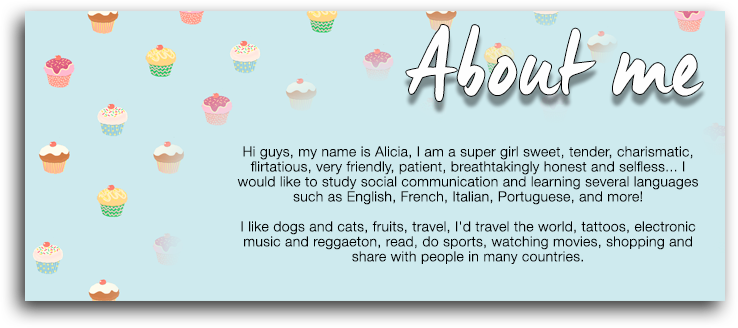 About me
Hi guys, my name is Alicia, I am a super girl sweet, tender, charismatic,
flirtatious, very friendly, patient, breathtakingly honest and selfless... I
would like to study social communication and learning several languages
such as English, French, Italian, Portuguese, and more!
I like dogs and cats, fruits, travel, I'd travel the world, tattoos, electronic
music and reggaeton, read, do sports, watching movies, shopping and
share with people in many countries.